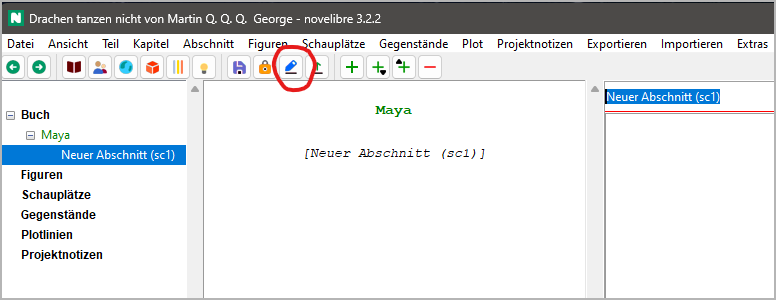 N Drachen tanzen nicht von Martin Q. Q. Q. George - novelibre 3.2.2
Datei Ansicht Teil Kapitel Abschnitt Figuren Schauplätze Gegenstände Plot Projektnotizen Exportieren Importieren Extras
Neuer Abschnitt (sc1)
Buch
Maya
Maya
Neuer Abschnitt (sc1)
[Neuer Abschnitt (sc1)]
Figuren
Schauplätze
Gegenstände
Plotlinien
Projektnotizen